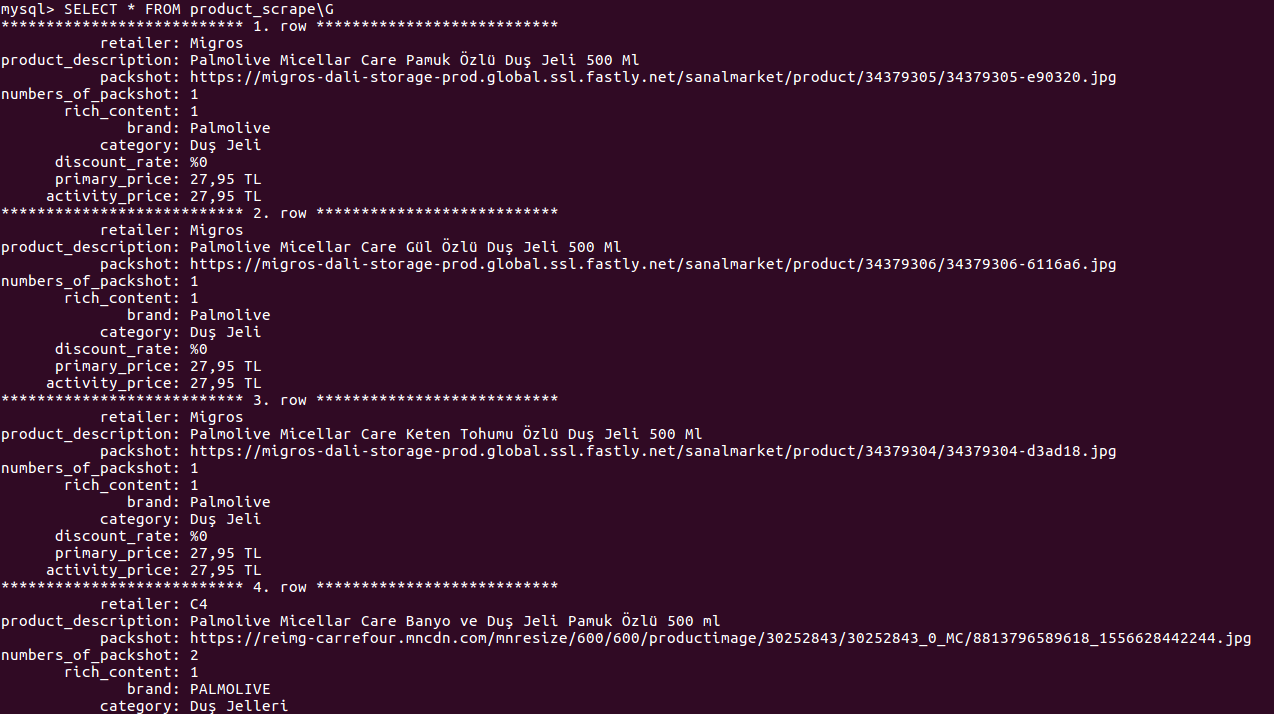 mysql> SELECT * FROM product_scrape\G
*************************** 1. row ***************************
retailer: Migros
product_description: Palmolive Micellar Care Pamuk Özlü Duş Jeli 500 Ml
packshot: https://migros-dali-storage-prod.global.ssl.fastly.net/sanalmarket/product/34379305/34379305-e90320.jpg
numbers_of_packshot: 1
rich_content: 1
brand: Palmolive
category: Duş Jeli
discount_rate: %0
primary_price: 27,95 TL
activity_price: 27,95 TL
*************************** 2. row ***************************
retailer: Migros
product_description: Palmolive Micellar Care Gül Özlü Duş Jeli 500 Ml
packshot: https://migros-dali-storage-prod.global.ssl.fastly.net/sanalmarket/product/34379306/34379306-6116a6.jpg
numbers_of_packshot: 1
rich_content: 1
brand: Palmolive
category: Duş Jeli
discount_rate: %0
primary_price: 27,95 TL
activity_price: 27,95 TL
*************************** 3. row ***************************
retailer: Migros
product_description: Palmolive Micellar Care Keten Tohumu Özlü Duş Jeli 500 Ml
packshot: https://migros-dali-storage-prod.global.ssl.fastly.net/sanalmarket/product/34379304/34379304-d3ad18.jpg
numbers_of_packshot: 1
rich_content: 1
brand: Palmolive
category: Duş Jeli
discount_rate: %0
primary_price: 27,95 TL
activity_price: 27,95 TL
*************************** 4. row ***************************
retailer: C4
product_description: Palmolive Micellar Care Banyo ve Duş Jeli Pamuk Özlü 500 ml
packshot: https://reimg-carrefour.mncdn.com/mnresize/600/600/productimage/30252843/30252843_0_MC/8813796589618_1556628442244.jpg
numbers_of_packshot: 2
rich_content: 1
brand: PALMOLIVE
category: Duş Jelleri